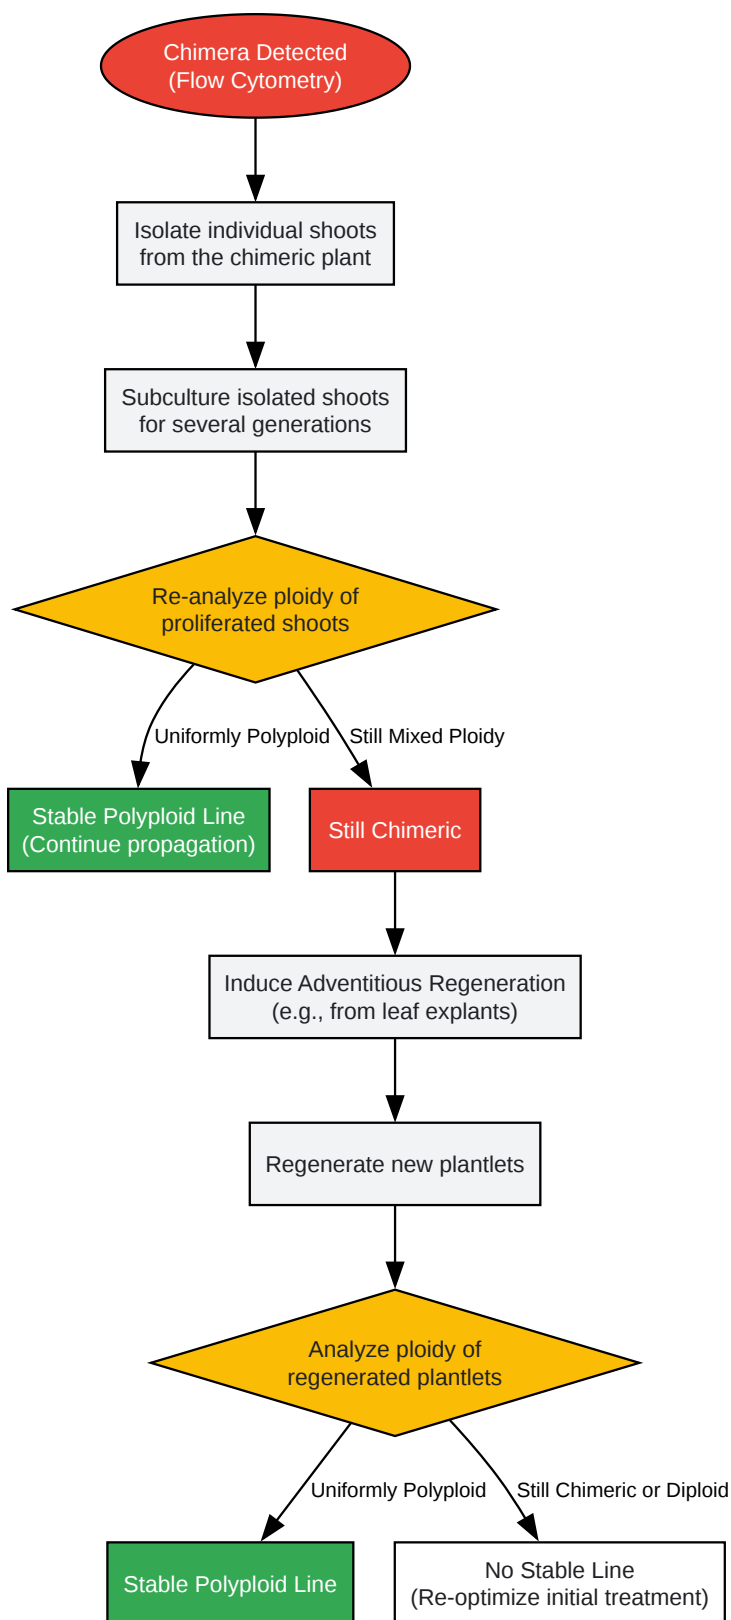 Chimera Detected
(Flow Cytometry)
Isolate individual shoots
from the chimeric plant
Subculture isolated shoots
for several generations
Re-analyze ploidy of
proliferated shoots
Uniformly Polyploid
Still Mixed Ploidy
Stable Polyploid Line
(Continue propagation)
Still Chimeric
Induce Adventitious Regeneration
(e.g., from leaf explants)
Regenerate new plantlets
Analyze ploidy of
regenerated plantlets
Uniformly Polyploid
Still Chimeric or Diploid
Stable Polyploid Line
No Stable Line
(Re-optimize initial treatment)